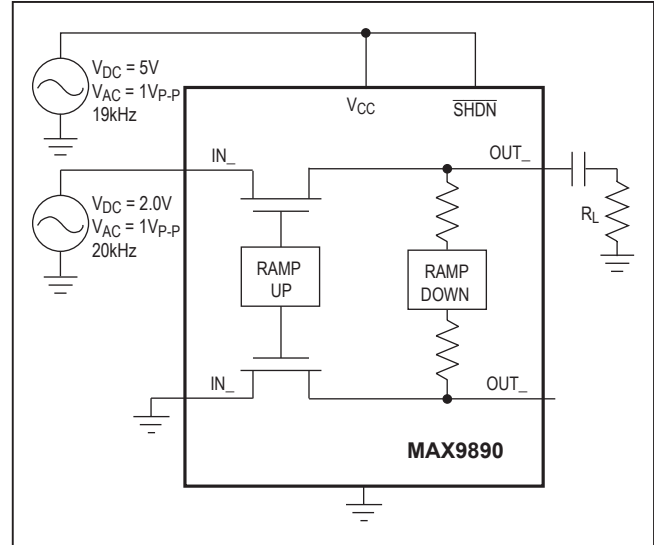 V_DC = 5V
V_AC = 1V_P-P
19kHz
V_CC
S̅H̅D̅N̅
IN_
OUT_
V_DC = 2.0V
V_AC = 1V_P-P
20kHz
R_L
RAMP
UP
RAMP
DOWN
IN_
OUT_
MAX9890